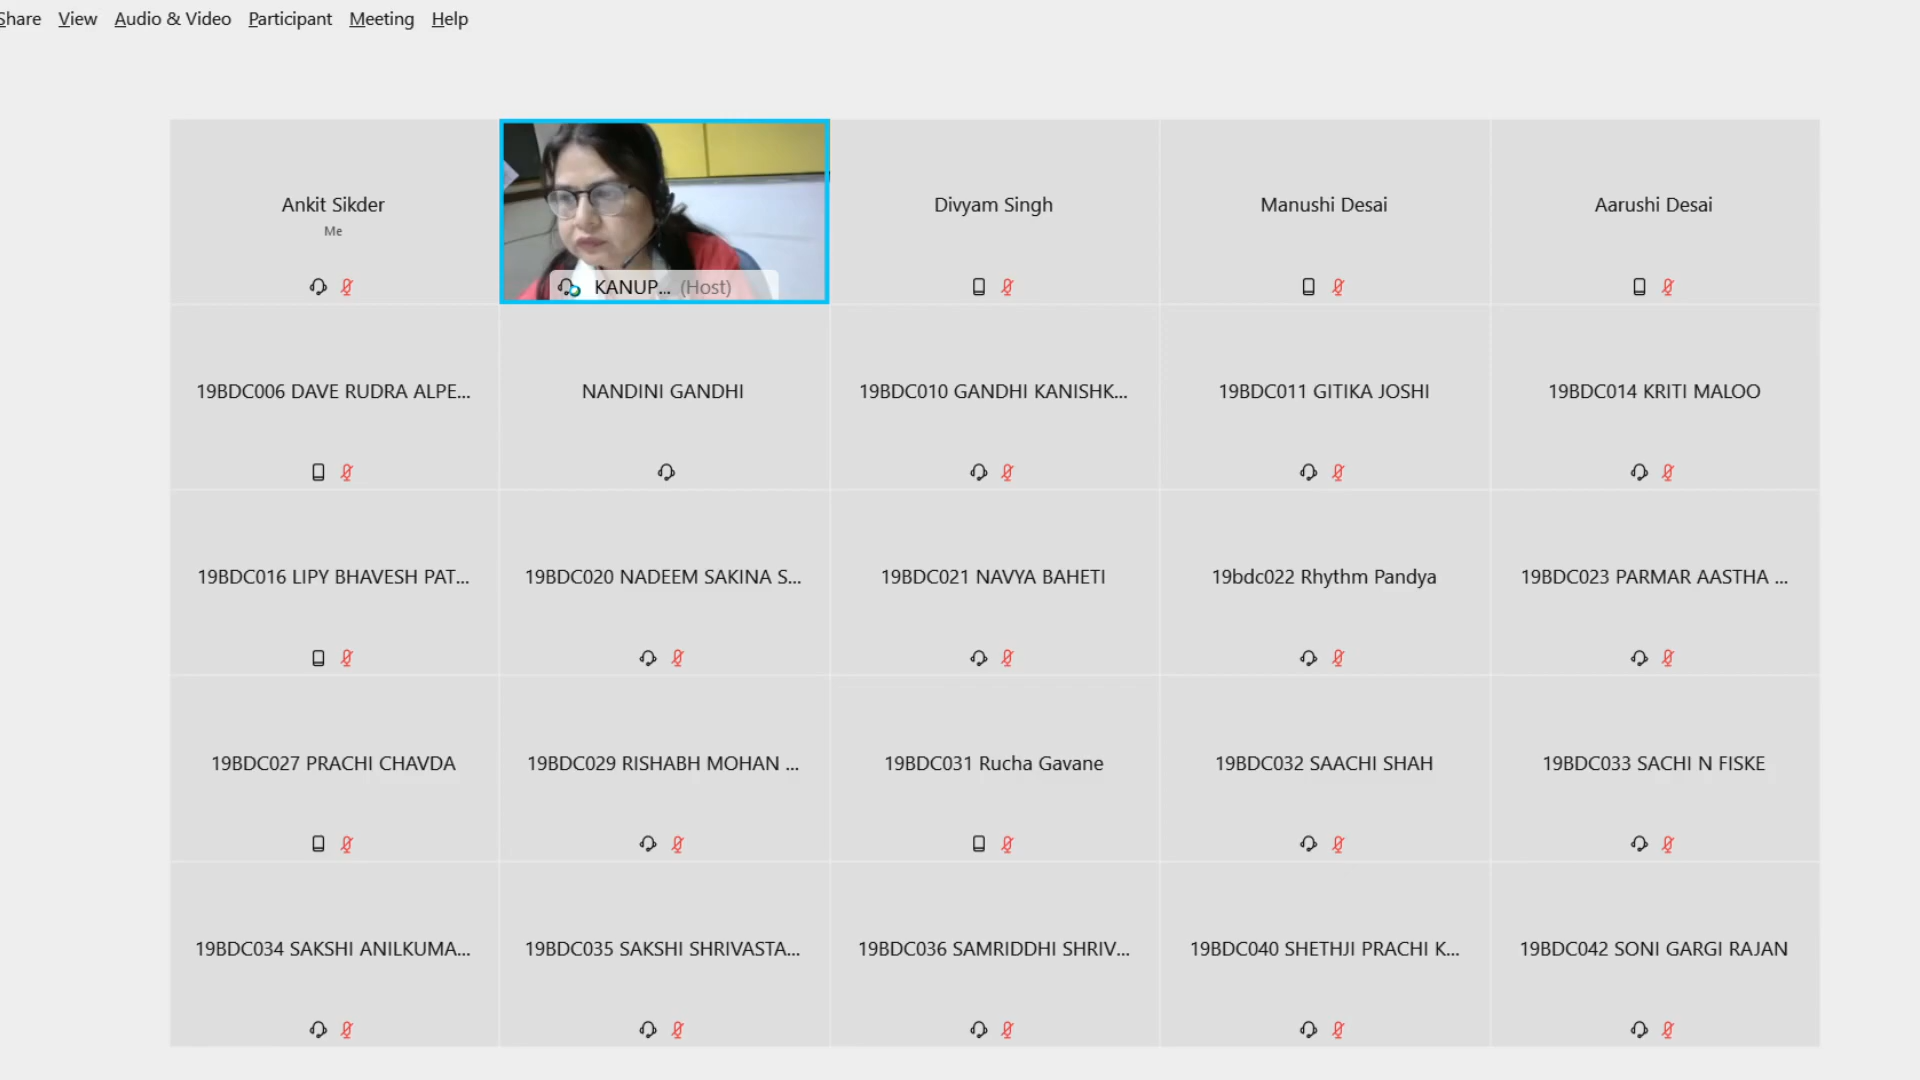 Share View Audio & Video Participant Meeting Help
Ankit Sikder
Me
KANUP... (Host)
Divyam Singh
Manushi Desai
Aarushi Desai
19BDC006 DAVE RUDRA ALPE...
NANDINI GANDHI
19BDC010 GANDHI KANISHK...
19BDC011 GITIKA JOSHI
19BDC014 KRITI MALOO
19BDC016 LIPY BHAVESH PAT...
19BDC020 NADEEM SAKINA S...
19BDC021 NAVYA BAHETI
19bdc022 Rhythm Pandya
19BDC023 PARMAR AASTHA ...
19BDC027 PRACHI CHAVDA
19BDC029 RISHABH MOHAN ...
19BDC031 Rucha Gavane
19BDC032 SAACHI SHAH
19BDC033 SACHI N FISKE
19BDC034 SAKSHI ANILKUMA...
19BDC035 SAKSHI SHRIVASTA...
19BDC036 SAMRIDDHI SHRIV...
19BDC040 SHETHJI PRACHI K...
19BDC042 SONI GARGI RAJAN